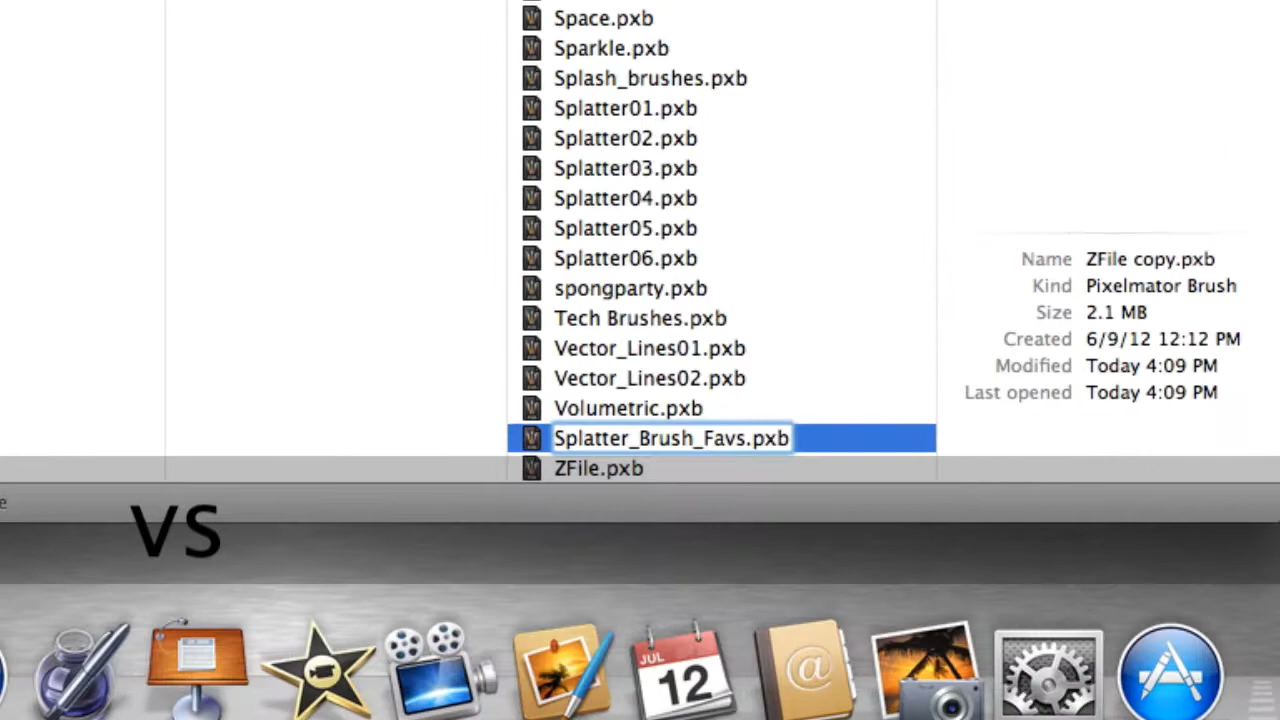 Space.pxb
Sparkle.pxb
Splash_brushes.pxb
Splatter01.pxb
Splatter02.pxb
Splatter03.pxb
Splatter04.pxb
Splatter05.pxb
Splatter06.pxb
spongparty.pxb
Tech Brushes.pxb
Vector_Lines01.pxb
Vector_Lines02.pxb
Volumetric.pxb
Splatter_Brush_Favs.pxb
ZFile.pxb
Name ZFile copy.pxb
Kind Pixelmator Brush
Size 2.1 MB
Created 6/9/12 12:12 PM
Modified Today 4:09 PM
Last opened Today 4:09 PM
e
vs
JUL
12
@